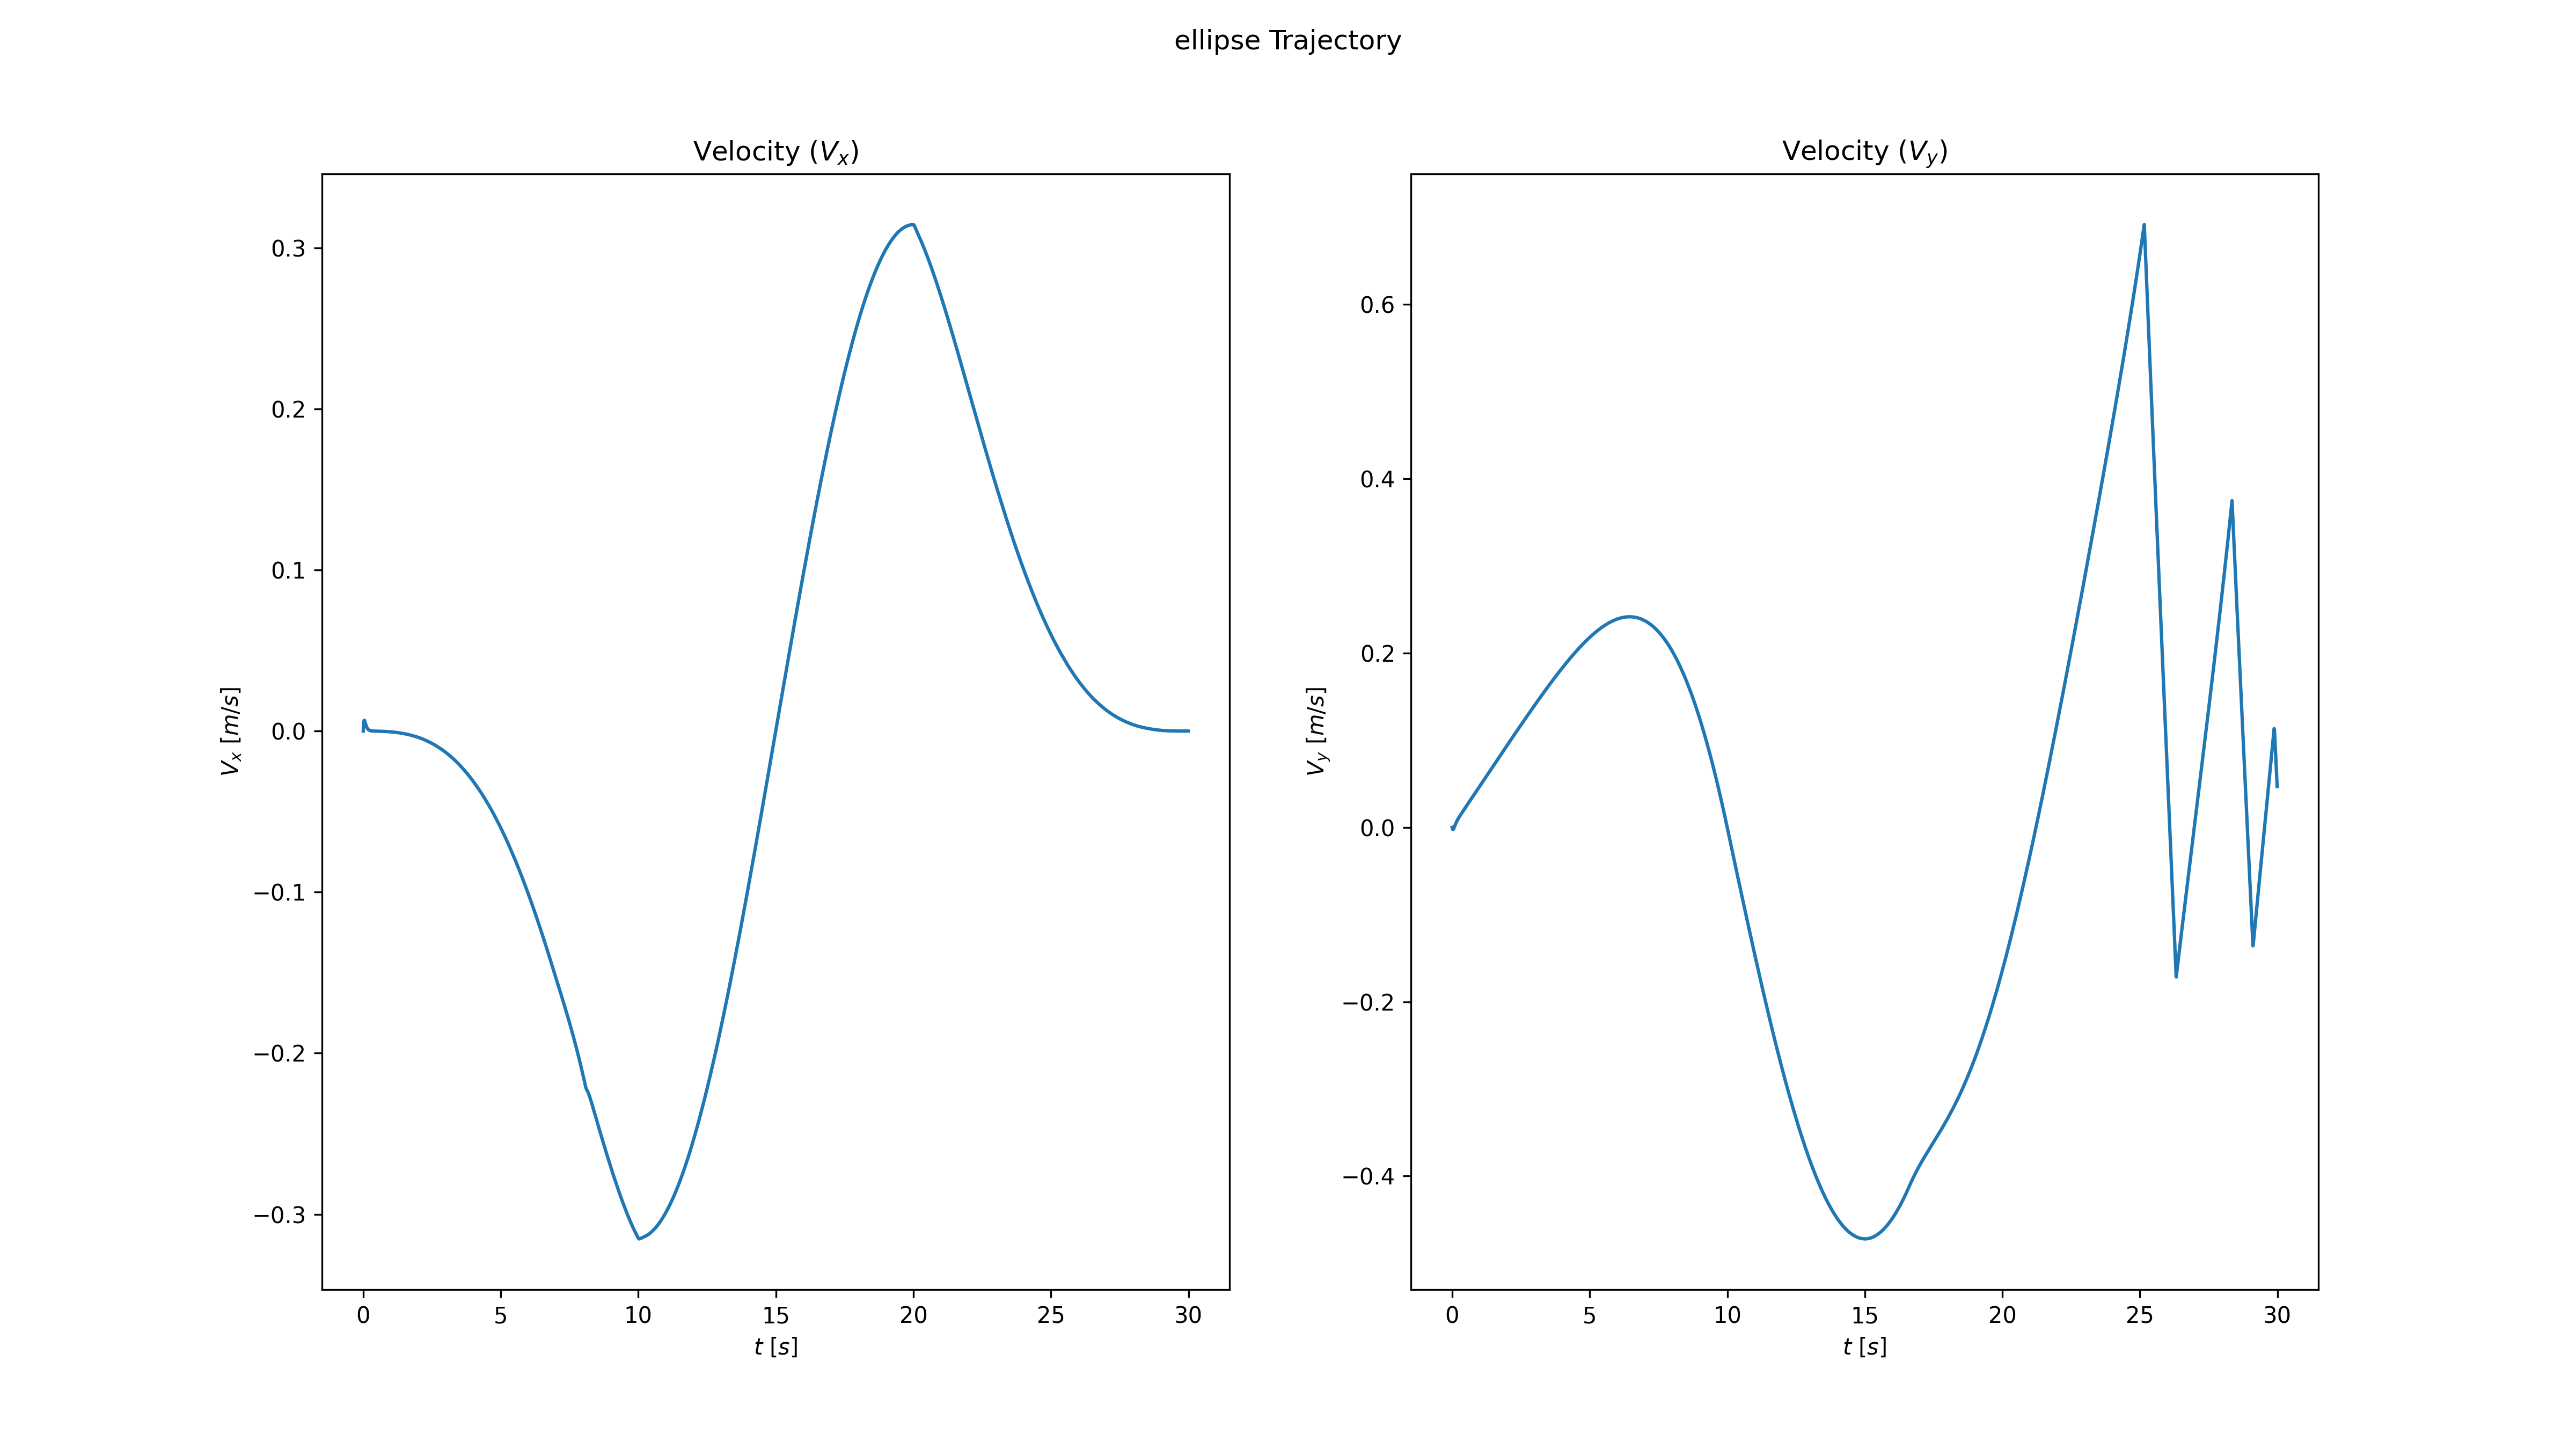 ellipse Trajectory
Velocity (Vx)
0.3
0.2
0.1
0.0
−0.1
−0.2
−0.3
Vx [m/s]
0 5 10 15 20 25 30
t [s]
Velocity (Vy)
0.6
0.4
0.2
0.0
−0.2
−0.4
Vy [m/s]
0 5 10 15 20 25 30
t [s]